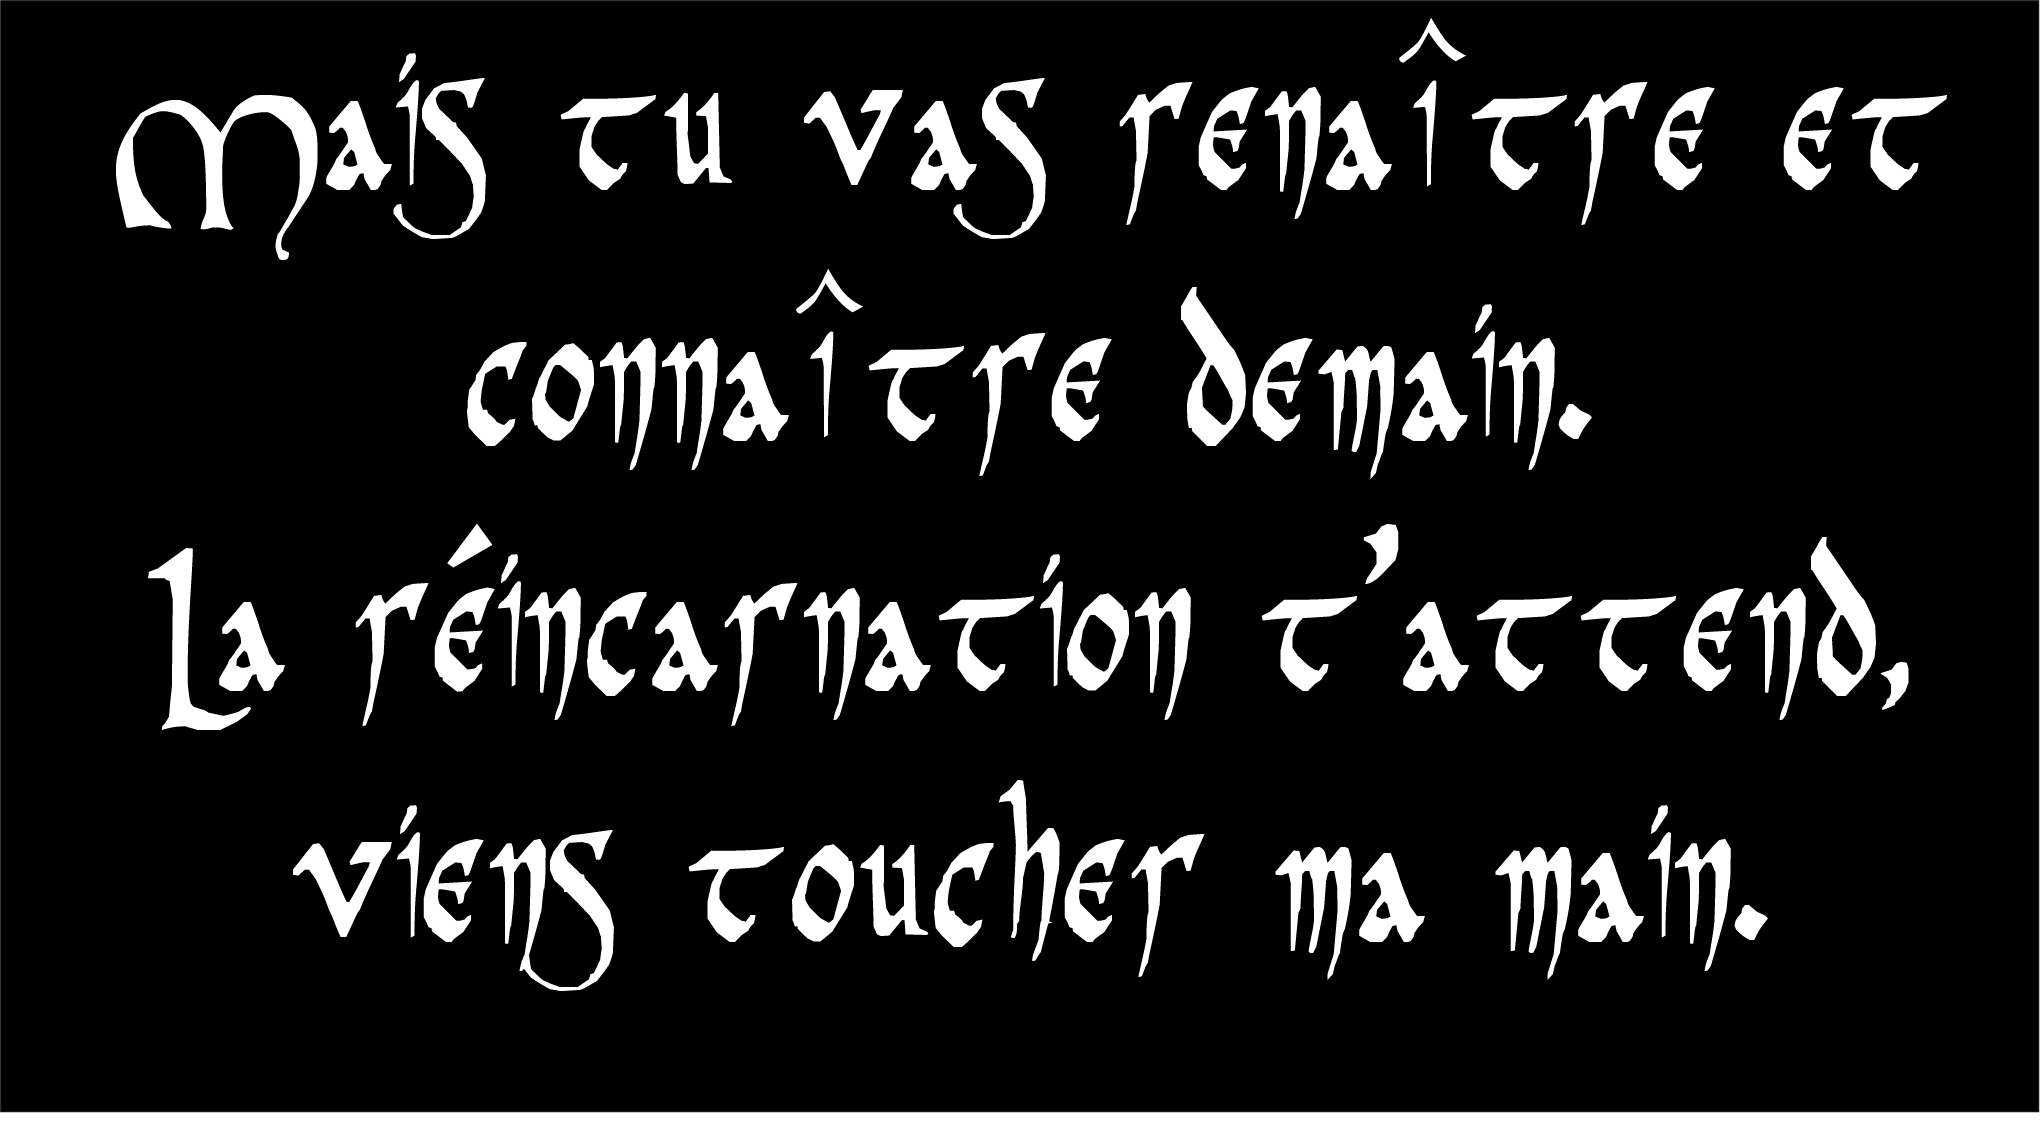 Mais tu vas renaître et
connaître demain.
La réincarnation t'attend,
viens toucher ma main.